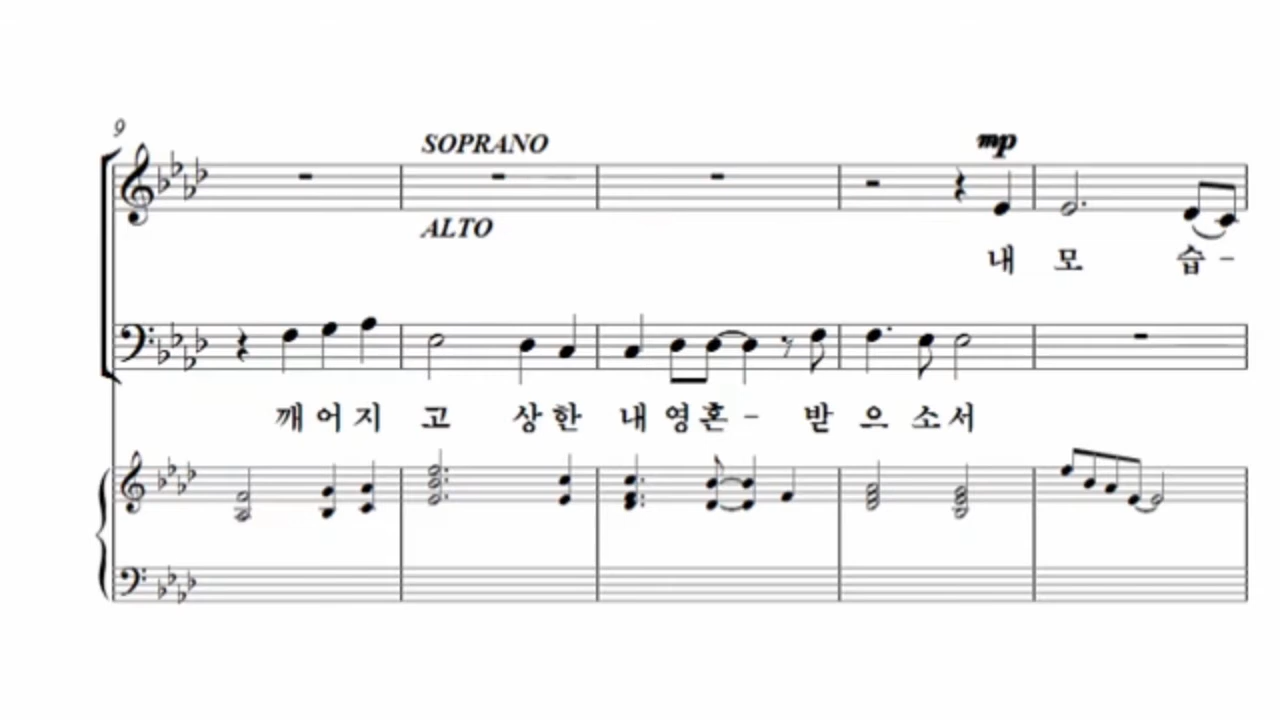 9
SOPRANO
mp
ALTO
내 모 습 -
깨 어 지 고 상 한 내 영 혼 - 받 으 소 서